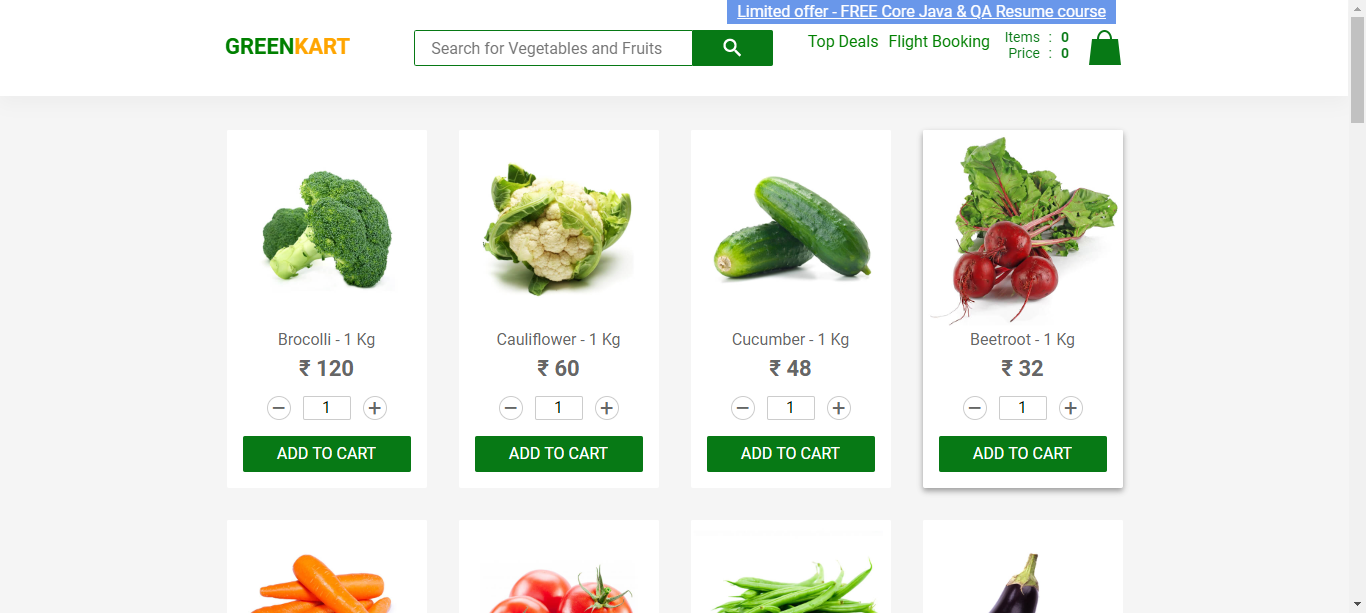 Limited offer - FREE Core Java & QA Resume course
GREENKART
Search for Vegetables and Fruits
Top Deals Flight Booking
Items : 0
Price : 0
Brocolli - 1 Kg
₹ 120
− 1 +
ADD TO CART
Cauliflower - 1 Kg
₹ 60
− 1 +
ADD TO CART
Cucumber - 1 Kg
₹ 48
− 1 +
ADD TO CART
Beetroot - 1 Kg
₹ 32
− 1 +
ADD TO CART